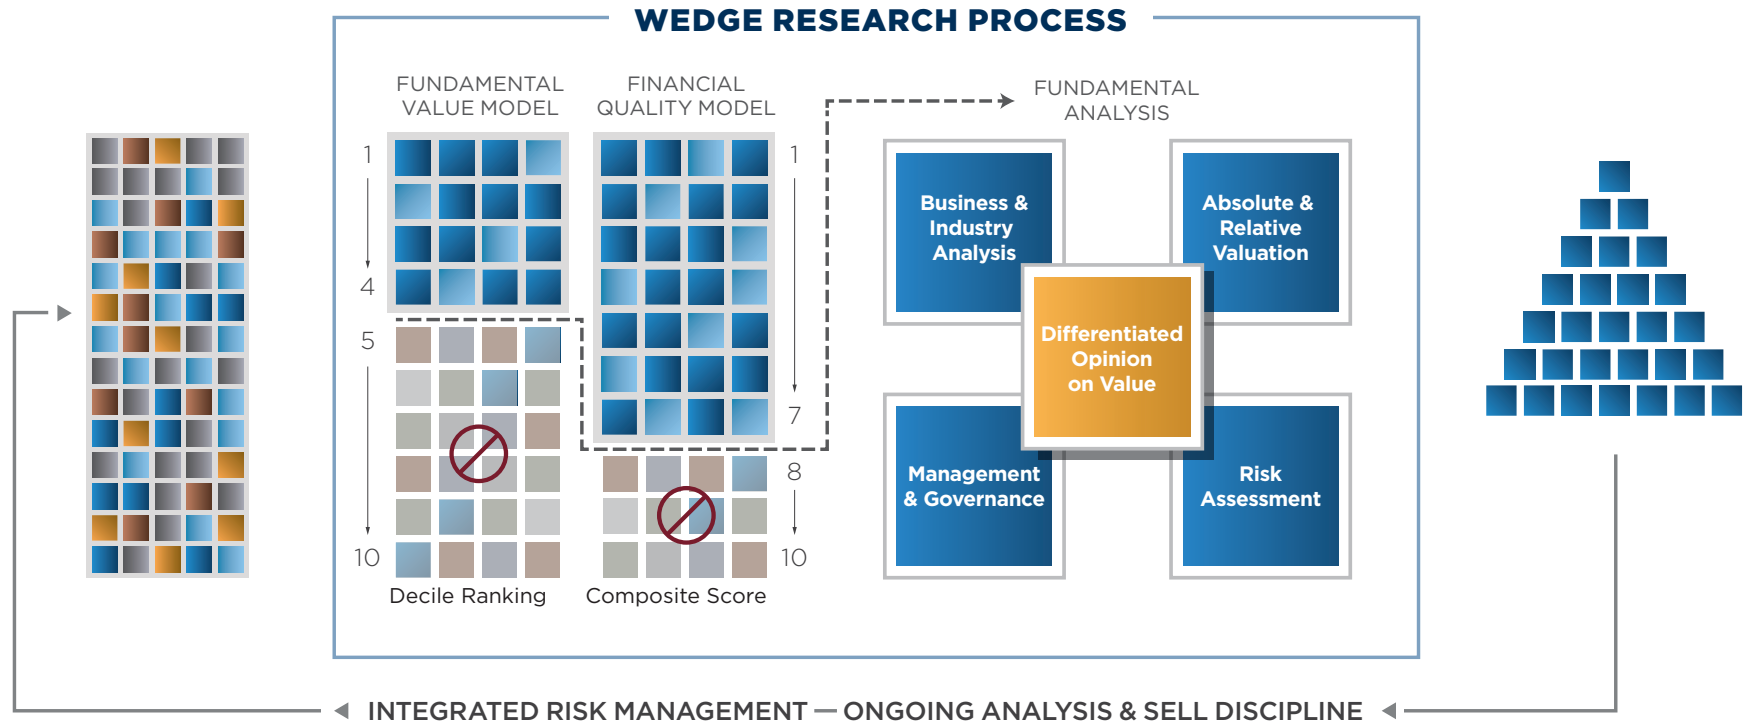 WEDGE RESEARCH PROCESS
FUNDAMENTAL
VALUE MODEL
1
4
5
10
Decile Ranking
FINANCIAL
QUALITY MODEL
1
7
8
10
Composite Score
FUNDAMENTAL
ANALYSIS
Business &
Industry
Analysis
Absolute &
Relative
Valuation
Differentiated
Opinion
on Value
Management
& Governance
Risk
Assessment
INTEGRATED RISK MANAGEMENT — ONGOING ANALYSIS & SELL DISCIPLINE